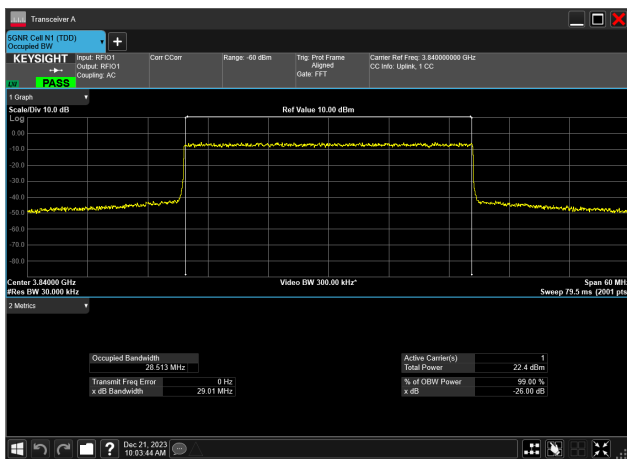 Transceiver A
5GNR Cell N1 (TDD)
Occupied BW
KEYSIGHT
LXI
PASS
Input: RFIO1
Output: RFIO1
Coupling: AC
Corr CCorr
Range: -60 dBm
Trig: Prot Frame
Aligned
Gate: FFT
Carrier Ref Freq: 3.840000000 GHz
CC Info: Uplink, 1 CC
1 Graph
Scale/Div 10.0 dB
Ref Value 10.00 dBm
Log
0.00
-10.0
-20.0
-30.0
-40.0
-50.0
-60.0
-70.0
-80.0
Center 3.84000 GHz
Video BW 300.00 kHz*
Span 60 MHz
#Res BW 30.000 kHz
Sweep 79.5 ms (2001 pts
2 Metrics
Occupied Bandwidth
28.513 MHz
Transmit Freq Error 0 Hz
x dB Bandwidth 29.01 MHz
Active Carrier(s) 1
Total Power 22.4 dBm
% of OBW Power 99.00 %
x dB -26.00 dB
Dec 21, 2023
10:03:44 AM